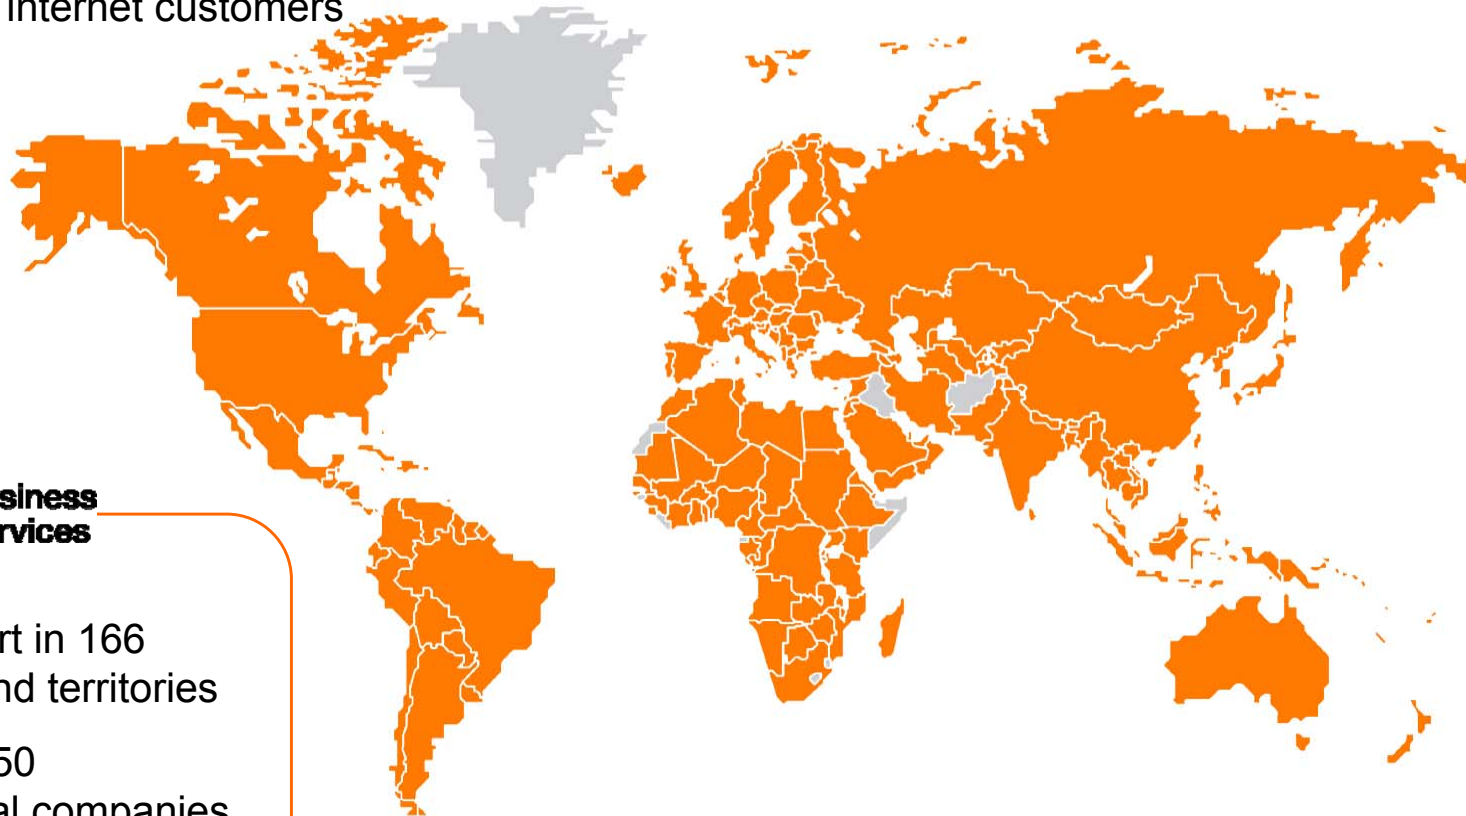 internet customers
siness
rvices
rt in 166
nd territories
50
al companies